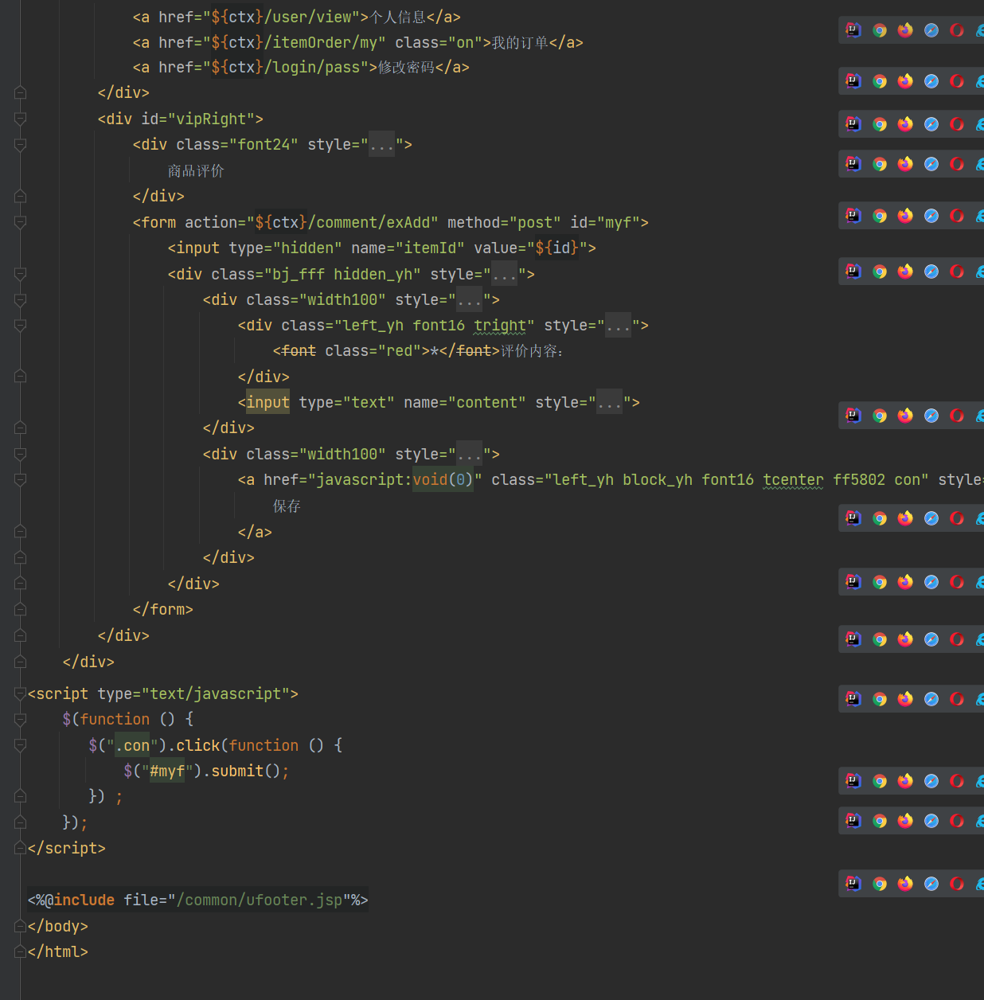 <a href="${ctx}/user/view">个人信息</a>
<a href="${ctx}/itemOrder/my" class="on">我的订单</a>
<a href="${ctx}/login/pass">修改密码</a>
</div>
<div id="vipRight">
<div class="font24" style="...">
商品评价
</div>
<form action="${ctx}/comment/exAdd" method="post" id="myf">
<input type="hidden" name="itemId" value="${id}">
<div class="bj_fff hidden_yh" style="...">
<div class="width100" style="...">
<div class="left_yh font16 tright" style="...">
<font class="red">*</font>评价内容：
</div>
<input type="text" name="content" style="...">
</div>
<div class="width100" style="...">
<a href="javascript:void(0)" class="left_yh block_yh font16 tcenter ff5802 con" style=
保存
</a>
</div>
</div>
</form>
</div>
</div>
<script type="text/javascript">
$(function () {
$(".con").click(function () {
$("#myf").submit();
}) ;
});
</script>
<%@include file="/common/ufooter.jsp"%>
</body>
</html>